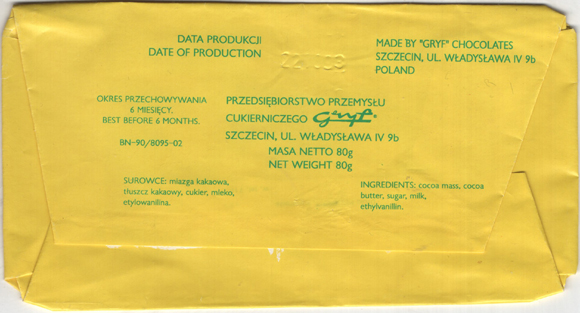 DATA PRODUKCJI
DATE OF PRODUCTION
MADE BY "GRYF" CHOCOLATES
SZCZECIN, UL. WŁADYSŁAWA IV 9b
POLAND
OKRES PRZECHOWYWANIA
6 MIESIĘCY.
BEST BEFORE 6 MONTHS.
BN-90/8095-02
PRZEDSIĘBIORSTWO PRZEMYSŁU
CUKIERNICZEGO Gryf
SZCZECIN, UL. WŁADYSŁAWA IV 9b
MASA NETTO 80g
NET WEIGHT 80g
SUROWCE: miazga kakaowa,
tłuszcz kakaowy, cukier, mleko,
etylowanilina.
INGREDIENTS: cocoa mass, cocoa
butter, sugar, milk,
ethylvanillin.